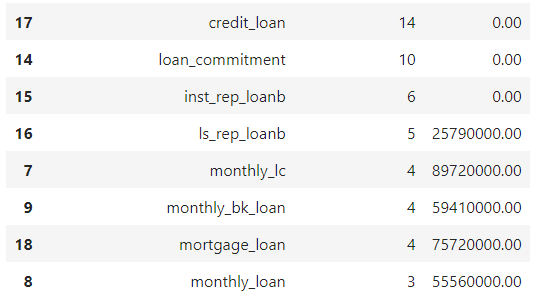 17 credit_loan 14 0.00
14 loan_commitment 10 0.00
15 inst_rep_loanb 6 0.00
16 ls_rep_loanb 5 25790000.00
7 monthly_lc 4 89720000.00
9 monthly_bk_loan 4 59410000.00
18 mortgage_loan 4 75720000.00
8 monthly_loan 3 55560000.00